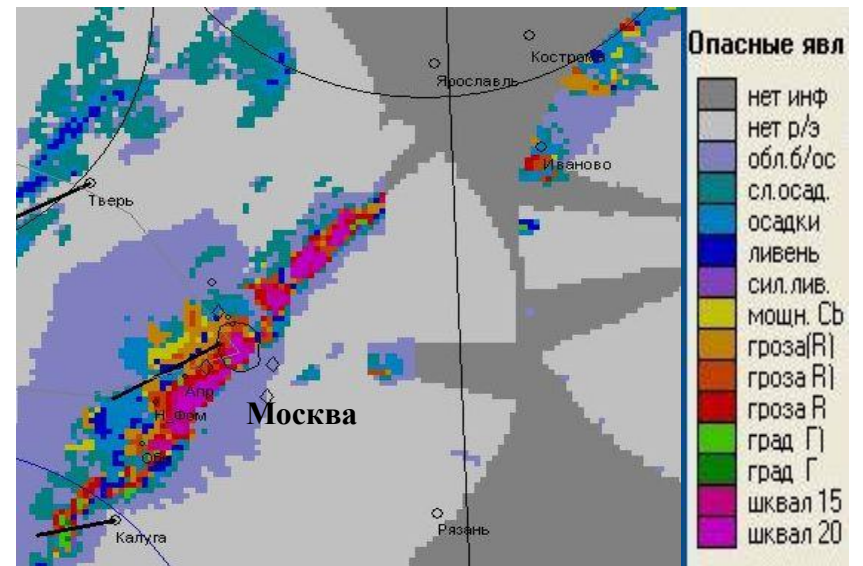 Кострома
Ярославль
Иваново
Тверь
Апр
Н.Фом
Москва
Об
Калуга
Рязань
Опасные явл
нет инф
нет р/э
обл.б/ос
сл.осад.
осадки
ливень
сил.лив.
мощн. Cb
гроза(R)
гроза R)
гроза R
град Г)
град Г
шквал 15
шквал 20